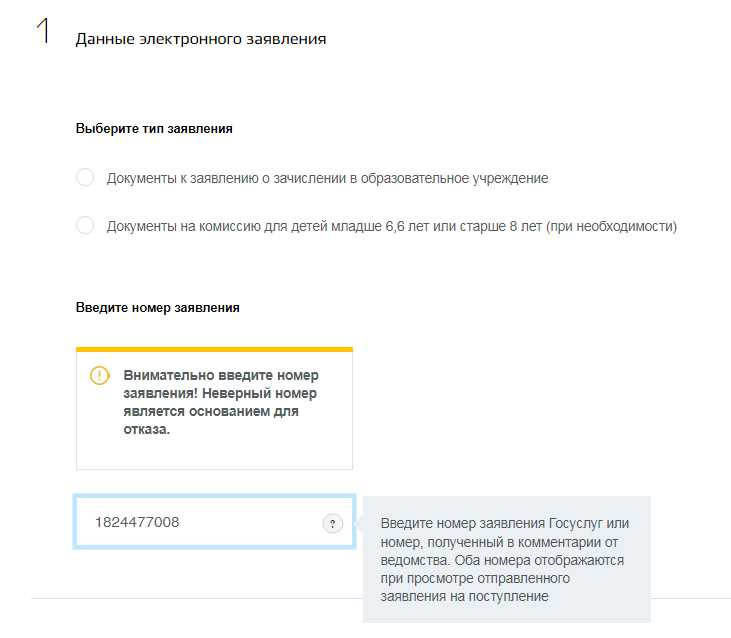 1
Данные электронного заявления
Выберите тип заявления
Документы к заявлению о зачислении в образовательное учреждение
Документы на комиссию для детей младше 6,6 лет или старше 8 лет (при необходимости)
Введите номер заявления
Внимательно введите номер
заявления! Неверный номер
является основанием для
отказа.
1824477008
?
Введите номер заявления Госуслуг или
номер, полученный в комментарии от
ведомства. Оба номера отображаются
при просмотре отправленного
заявления на поступление